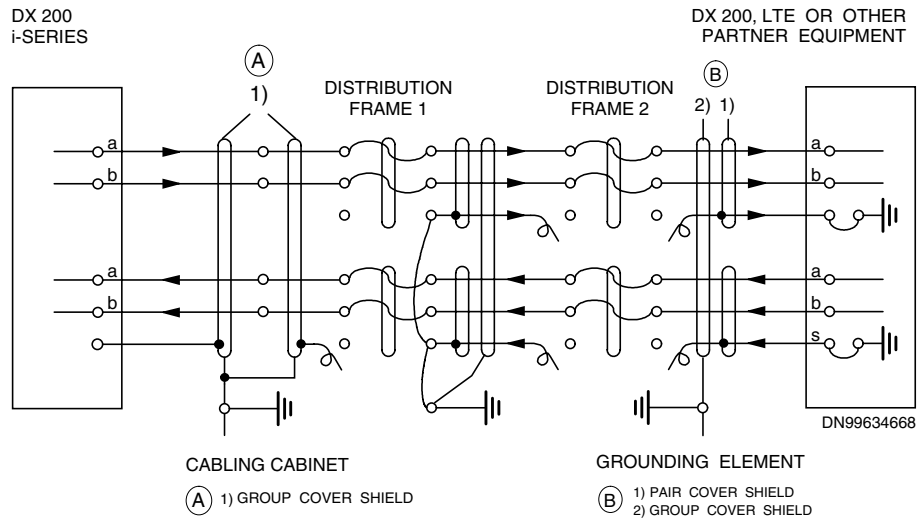 DX 200
i-SERIES
DX 200, LTE OR OTHER
PARTNER EQUIPMENT
A
1)
DISTRIBUTION
FRAME 1
DISTRIBUTION
FRAME 2
B
2) 1)
a
a
b
b
a
a
b
b
s
DN99634668
CABLING CABINET
GROUNDING ELEMENT
A 1) GROUP COVER SHIELD
B 1) PAIR COVER SHIELD
2) GROUP COVER SHIELD